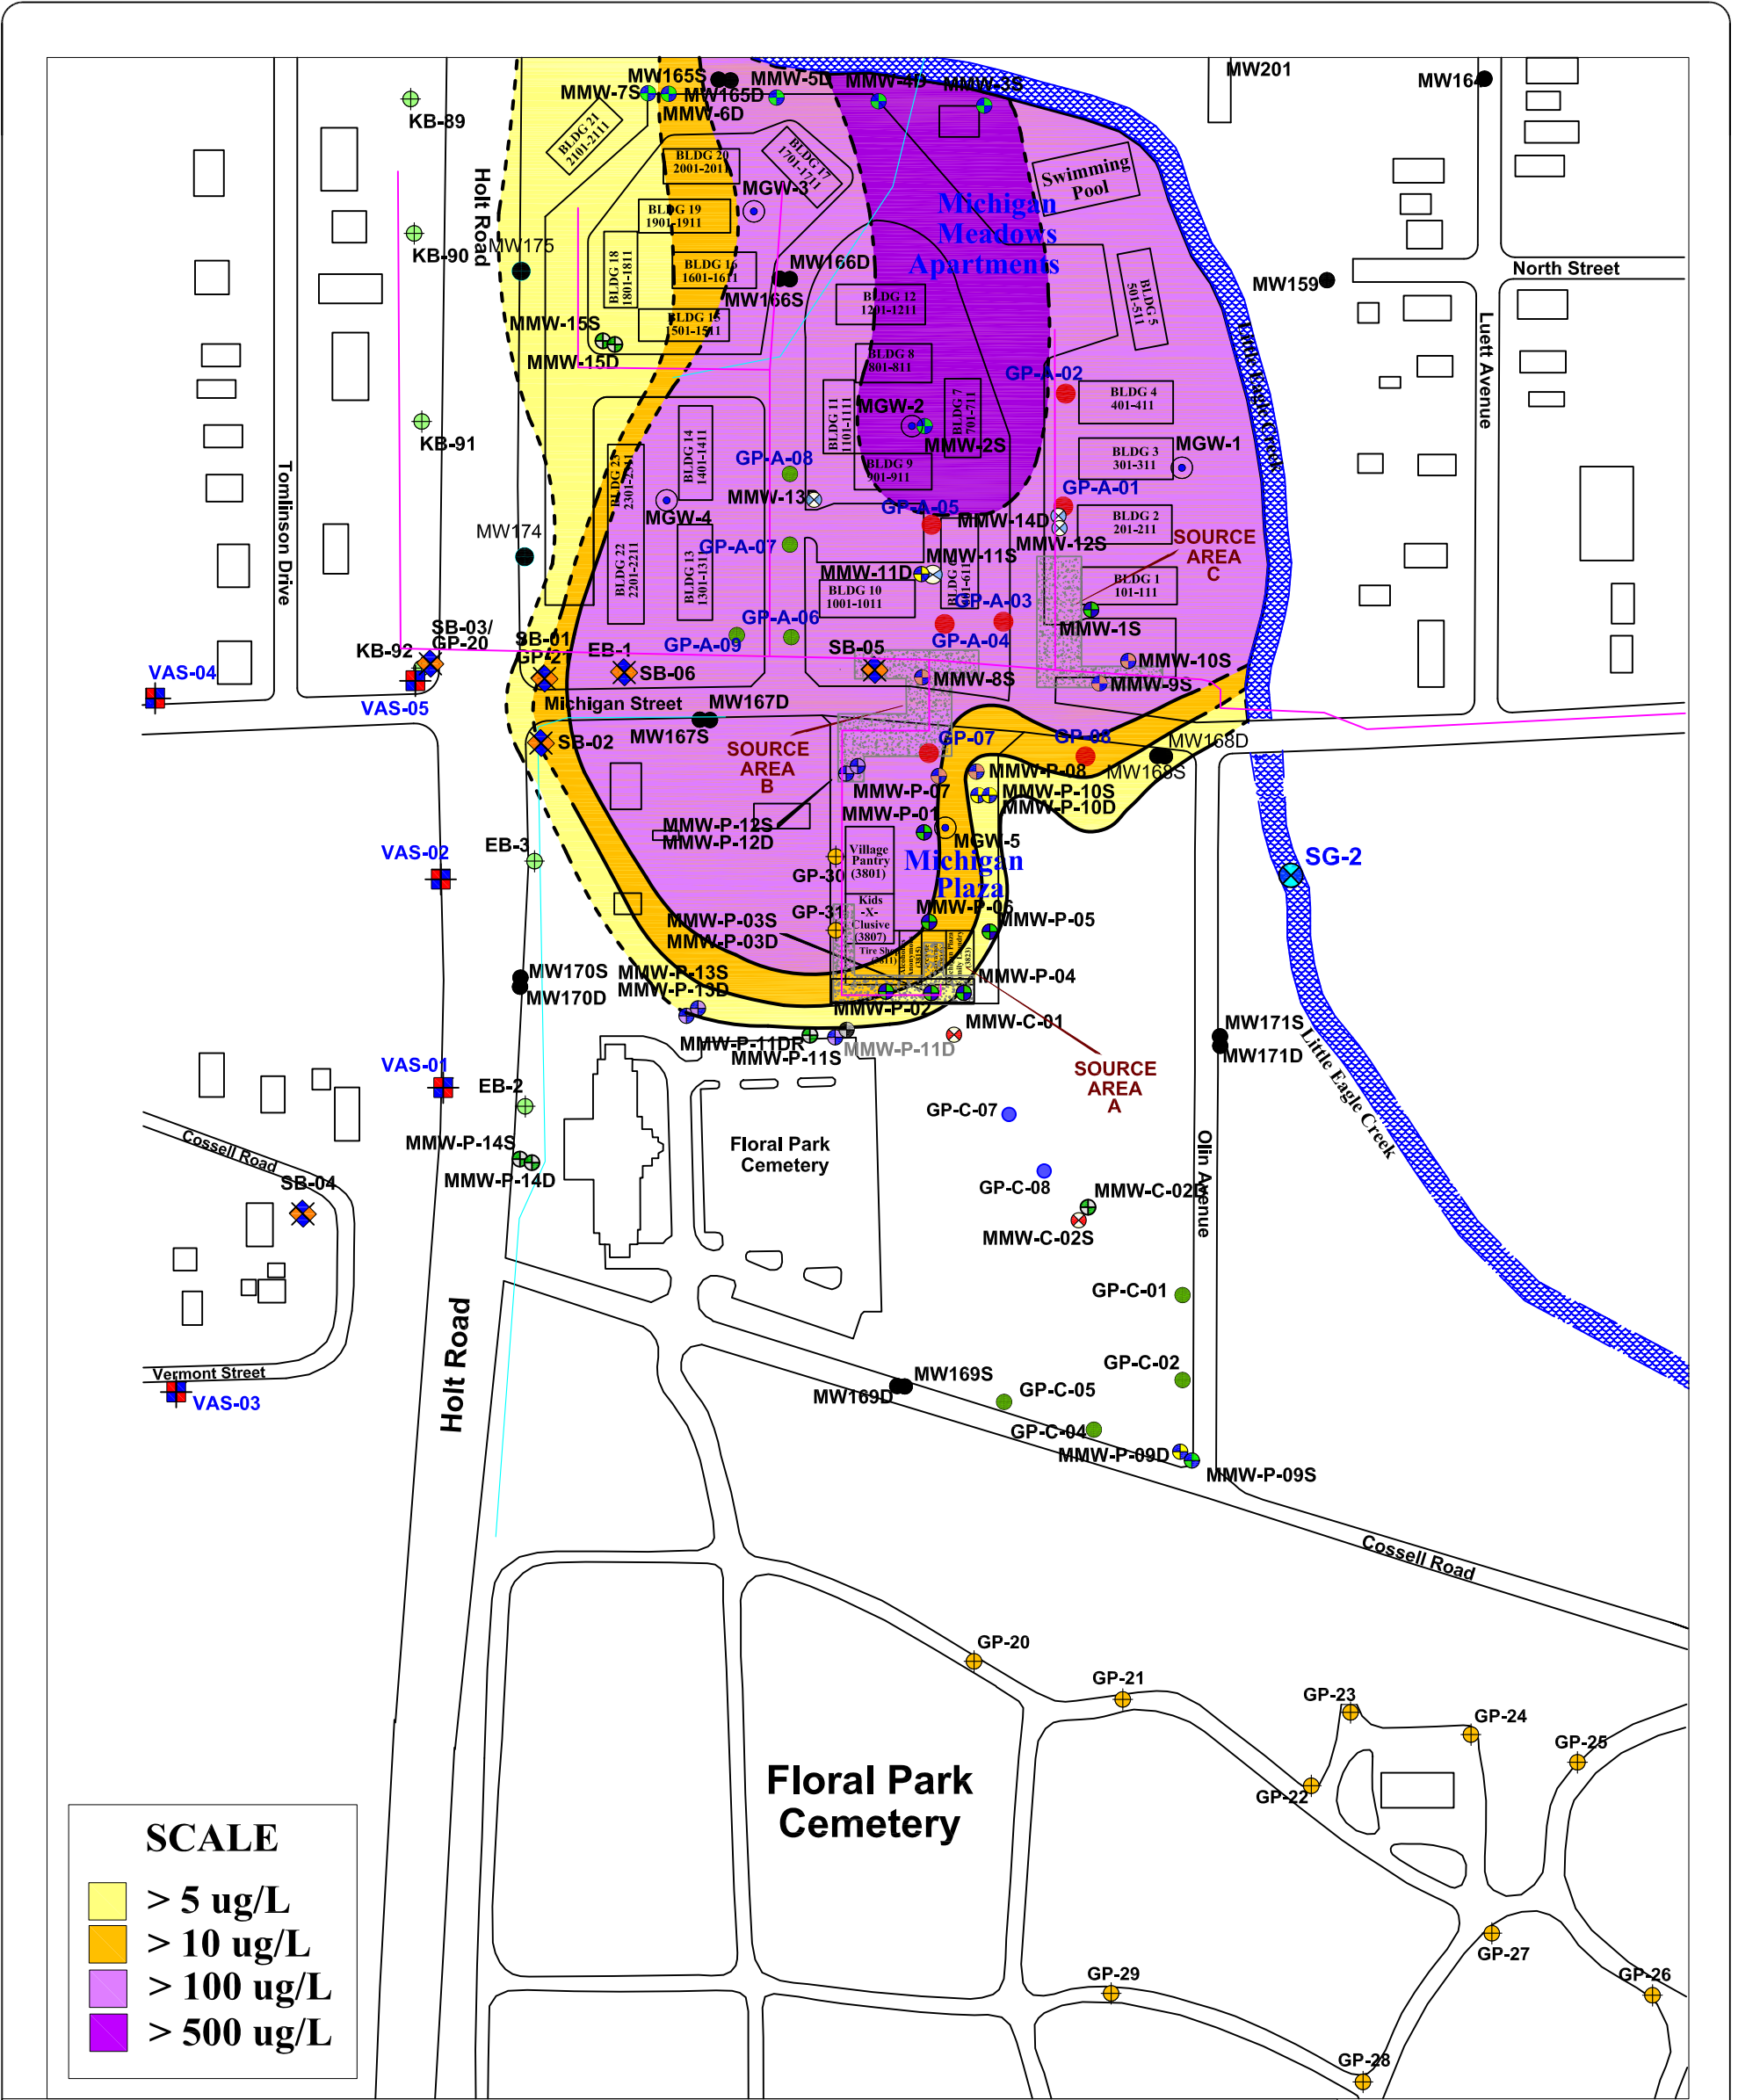 MW165S
MMW-5D
MMW-4D
MMW-3S
MW201
MW164
MMW-7S
MW165D
MMW-6D
KB-89
BLDG 21
2101-2111
BLDG 20
2001-2011
BLDG 17
1701-1711
Swimming
Pool
MGW-3
Holt Road
BLDG 19
1901-1911
Michigan
Meadows
Apartments
KB-90
MW175
BLDG 18
1801-1811
BLDG 16
1601-1611
MW166D
MW166S
BLDG 12
1201-1211
BLDG 5
501-511
MW159
North Street
MMW-15S
MMW-15D
BLDG 15
1501-1511
Little Eagle Creek
Luett Avenue
BLDG 8
801-811
GP-A-02
BLDG 4
401-411
BLDG 11
1101-1111
MGW-2
BLDG 7
701-711
MMW-2S
KB-91
BLDG 14
1401-1411
BLDG 23
2301-2311
GP-A-08
BLDG 9
901-911
BLDG 3
301-311
MGW-1
Tomlinson Drive
MMW-13D
MGW-4
GP-A-05
GP-A-01
MMW-14D
BLDG 2
201-211
MW174
BLDG 22
2201-2211
BLDG 13
1301-1311
GP-A-07
MMW-12S
MMW-11S
SOURCE
AREA
C
MMW-11D
BLDG 10
1001-1011
BLDG 1
101-111
GP-A-03
GP-A-06
GP-A-04
MMW-1S
GP-A-09
SB-03/
GP-20
KB-92
SB-01
GP-2
EB-1
SB-06
SB-05
MMW-8S
MMW-10S
MMW-9S
VAS-04
VAS-05
Michigan Street
MW167D
MW167S
SB-02
SOURCE
AREA
B
GP-07
GP-08
MW168D
MW168S
MMW-P-08
MMW-P-07
MMW-P-10S
MMW-P-10D
MMW-P-01
MMW-P-12S
MMW-P-12D
MGW-5
EB-3
VAS-02
Village
Pantry
(3801)
Michigan
Plaza
SG-2
GP-30
Kids
-X-
Clusive
(3807)
GP-31
MMW-P-06
MMW-P-05
MMW-P-03S
MMW-P-03D
Tire Shop
(3811)
MW170S
MW170D
MMW-P-13S
MMW-P-13D
MMW-P-04
MMW-P-02
MMW-C-01
MW171S
MW171D
MMW-P-11DR
MMW-P-11S
MMW-P-11D
Little Eagle Creek
VAS-01
EB-2
SOURCE
AREA
A
GP-C-07
MMW-P-14S
MMW-P-14D
Floral Park
Cemetery
Cossell Road
SB-04
GP-C-08
MMW-C-02D
MMW-C-02S
Olin Avenue
GP-C-01
Holt Road
Vermont Street
VAS-03
MW169S
MW169D
GP-C-02
GP-C-05
GP-C-04
MMW-P-09D
MMW-P-09S
Cossell Road
GP-20
GP-21
GP-23
GP-24
GP-25
GP-22
Floral Park
Cemetery
GP-27
GP-26
GP-29
GP-28
SCALE
> 5 ug/L
> 10 ug/L
> 100 ug/L
> 500 ug/L